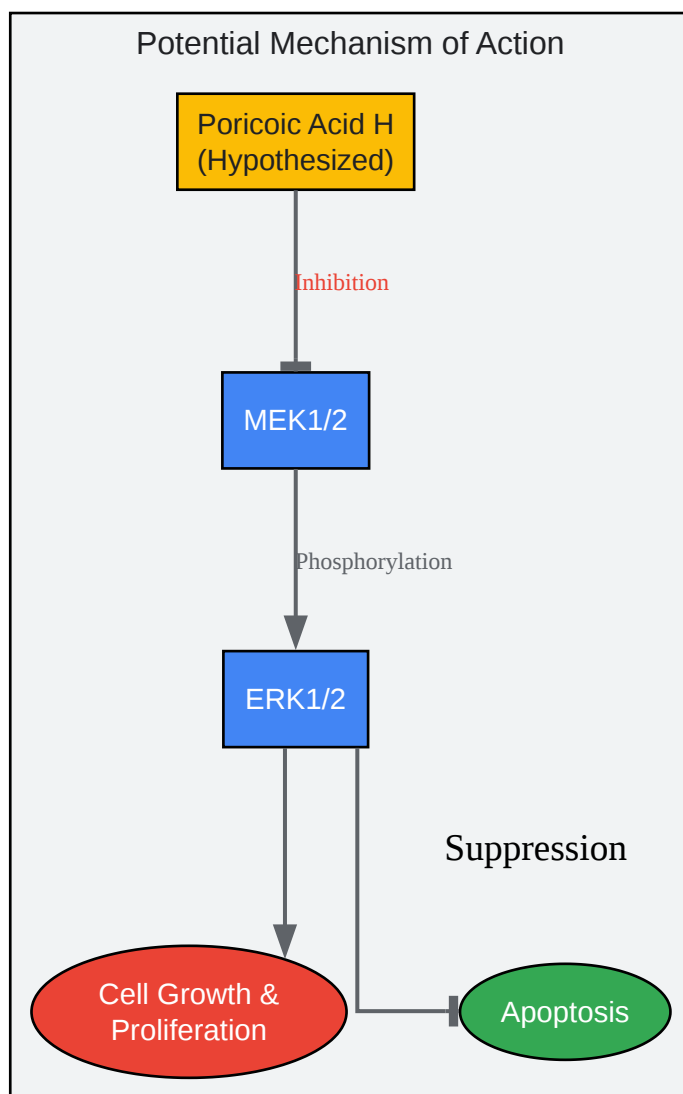 Potential Mechanism of Action
Poricoic Acid H
(Hypothesized)
Inhibition
MEK1/2
Phosphorylation
ERK1/2
Suppression
Cell Growth &
Proliferation
Apoptosis